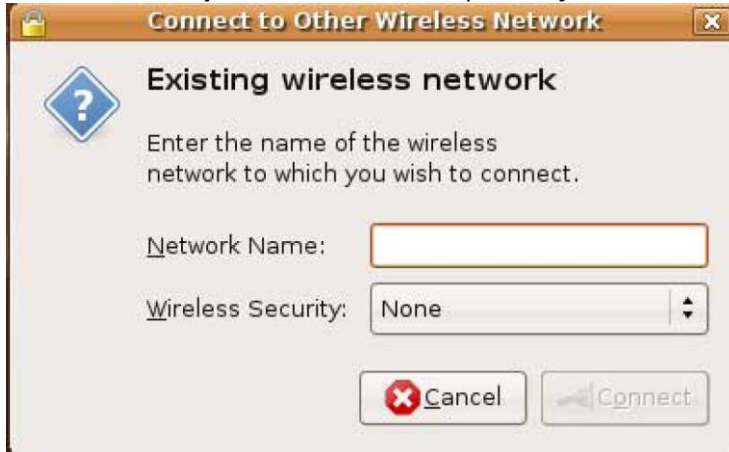 Connect to Other Wireless Network
Existing wireless network
Enter the name of the wireless
network to which you wish to connect.
Network Name:
Wireless Security: None
Cancel Connect